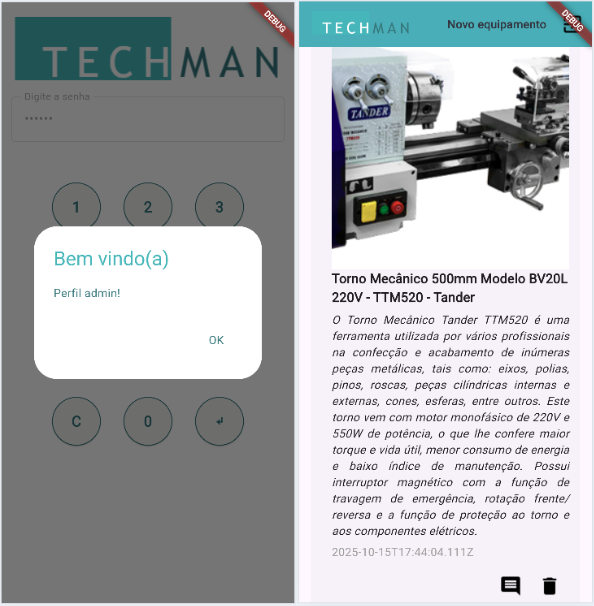 DEBUG
TECHMAN
Digite a senha
••••••
1 2 3
Bem vindo(a)
Perfil admin!
OK
C 0 ↵
DEBUG
TECHMAN
Novo equipamento
TANDER
Torno Mecânico 500mm Modelo BV20L
220V - TTM520 - Tander
O Torno Mecânico Tander TTM520 é uma
ferramenta utilizada por vários profissionais
na confecção e acabamento de inúmeras
peças metálicas, tais como: eixos, polias,
pinos, roscas, peças cilíndricas internas e
externas, cones, esferas, entre outros. Este
torno vem com motor monofásico de 220V e
550W de potência, o que lhe confere maior
torque e vida útil, menor consumo de energia
e baixo índice de manutenção. Possui
interruptor magnético com a função de
travagem de emergência, rotação frente/
reversa e a função de proteção ao torno e
aos componentes elétricos.
2025-10-15T17:44:04.111Z